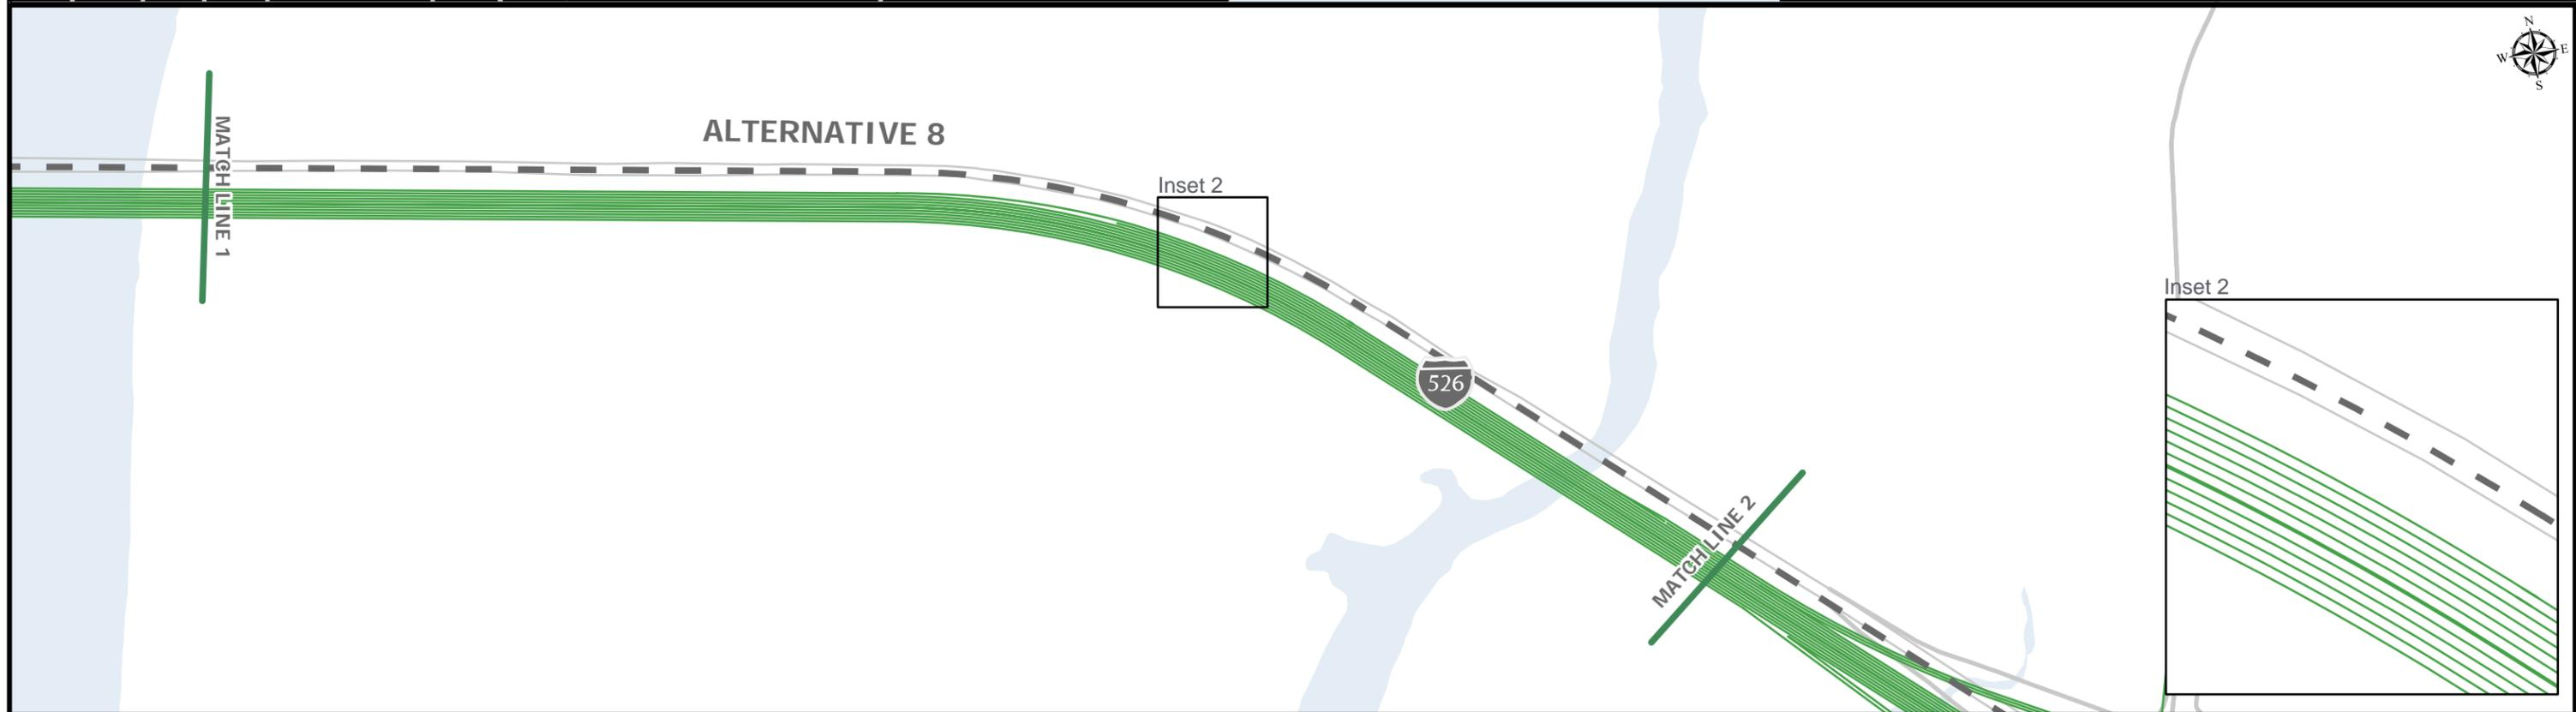 N
W E
S
MATCH LINE 1
ALTERNATIVE 8
Inset 2
526
MATCH LINE 2
Inset 2